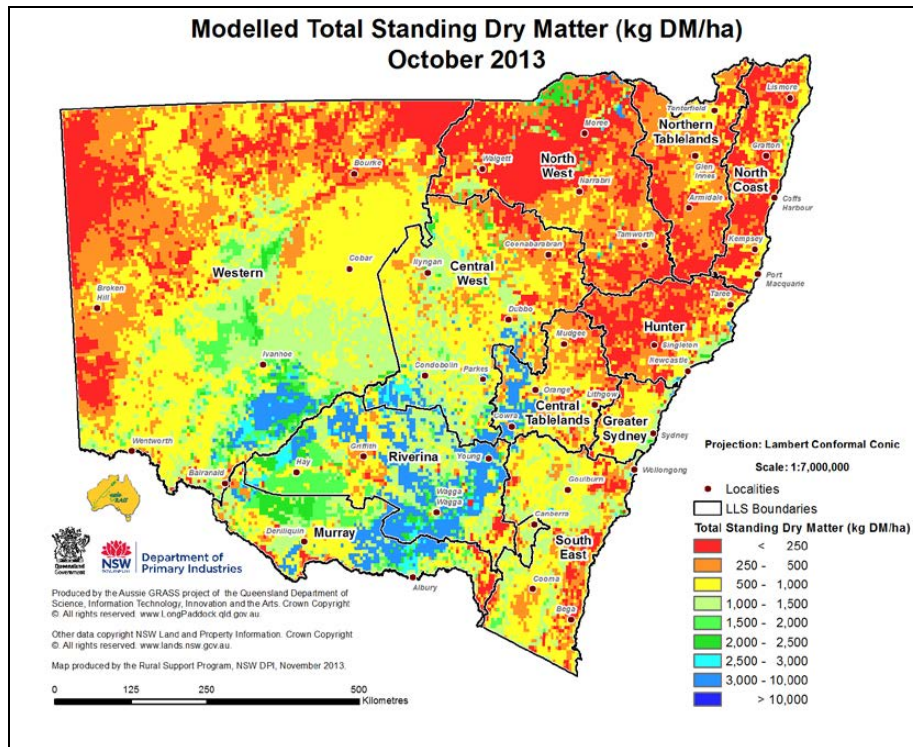 Modelled Total Standing Dry Matter (kg DM/ha)
October 2013
Lismore
Tenterfield
Northern
Tablelands
Moree
North
West
Walgett
Grafton
North
Coast
Glen
Innes
Bourke
Narrabri
Armidale
Coffs
Harbour
Kempsey
Tamworth
Coonabarabran
Western
Cobar
Nyngan
Central
West
Port
Macquarie
Broken
Hill
Taree
Dubbo
Hunter
Mudgee
Singleton
Newcastle
Ivanhoe
Condobolin
Parkes
Orange
Lithgow
Central
Tablelands
Greater
Sydney
Cowra
Sydney
Wentworth
Griffith
Riverina
Young
Wollongong
Balranald
Hay
Goulburn
Wagga
Wagga
Canberra
Murray
Deniliquin
South
East
Albury
Cooma
Bega
Projection: Lambert Conformal Conic
Scale: 1:7,000,000
Localities
LLS Boundaries
Total Standing Dry Matter (kg DM/ha)
< 250
250 - 500
500 - 1,000
1,000 - 1,500
1,500 - 2,000
2,000 - 2,500
2,500 - 3,000
3,000 - 10,000
> 10,000
Queensland
Government
NSW
Department of
Primary Industries
Produced by the Aussie GRASS project of the Queensland Department of
Science, Information Technology, Innovation and the Arts. Crown Copyright
© All rights reserved. www.LongPaddock.qld.gov.au.
Other data copyright NSW Land and Property Information. Crown Copyright
© All rights reserved. www.lands.nsw.gov.au.
Map produced by the Rural Support Program, NSW DPI, November 2013.
0 125 250 500
Kilometres